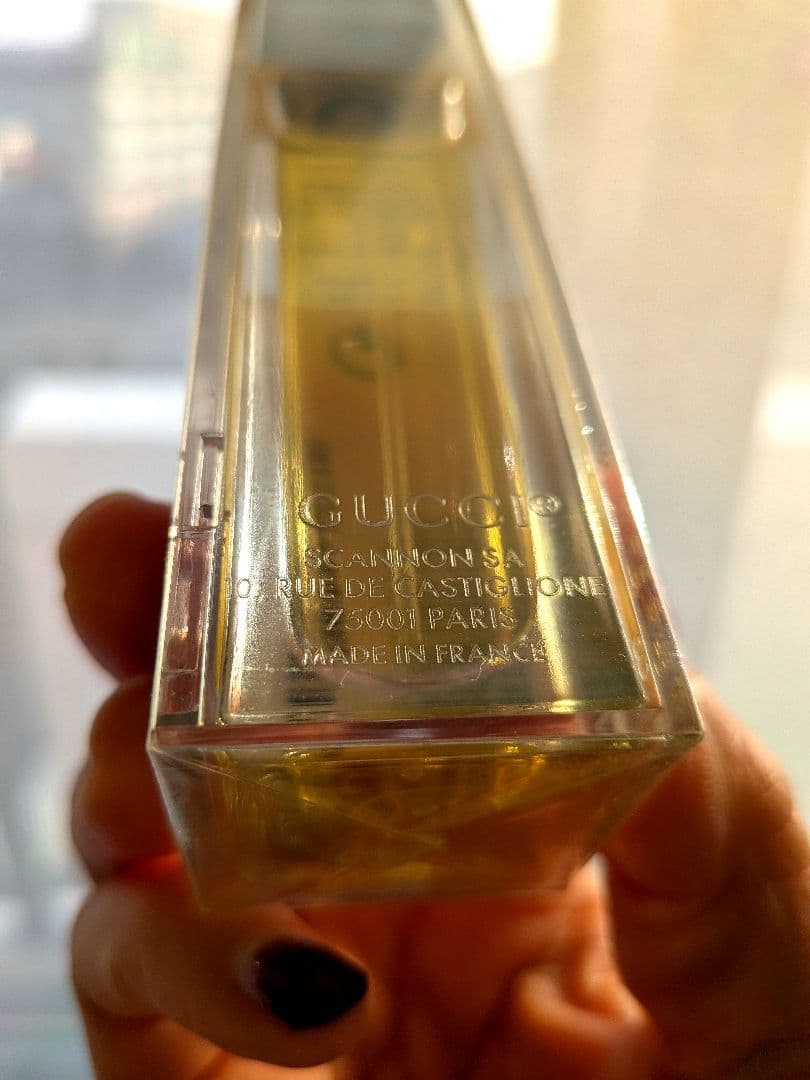 GUCCI®
SCANNON SA
10, RUE DE CASTIGLIONE
75001 PARIS
MADE IN FRANCE